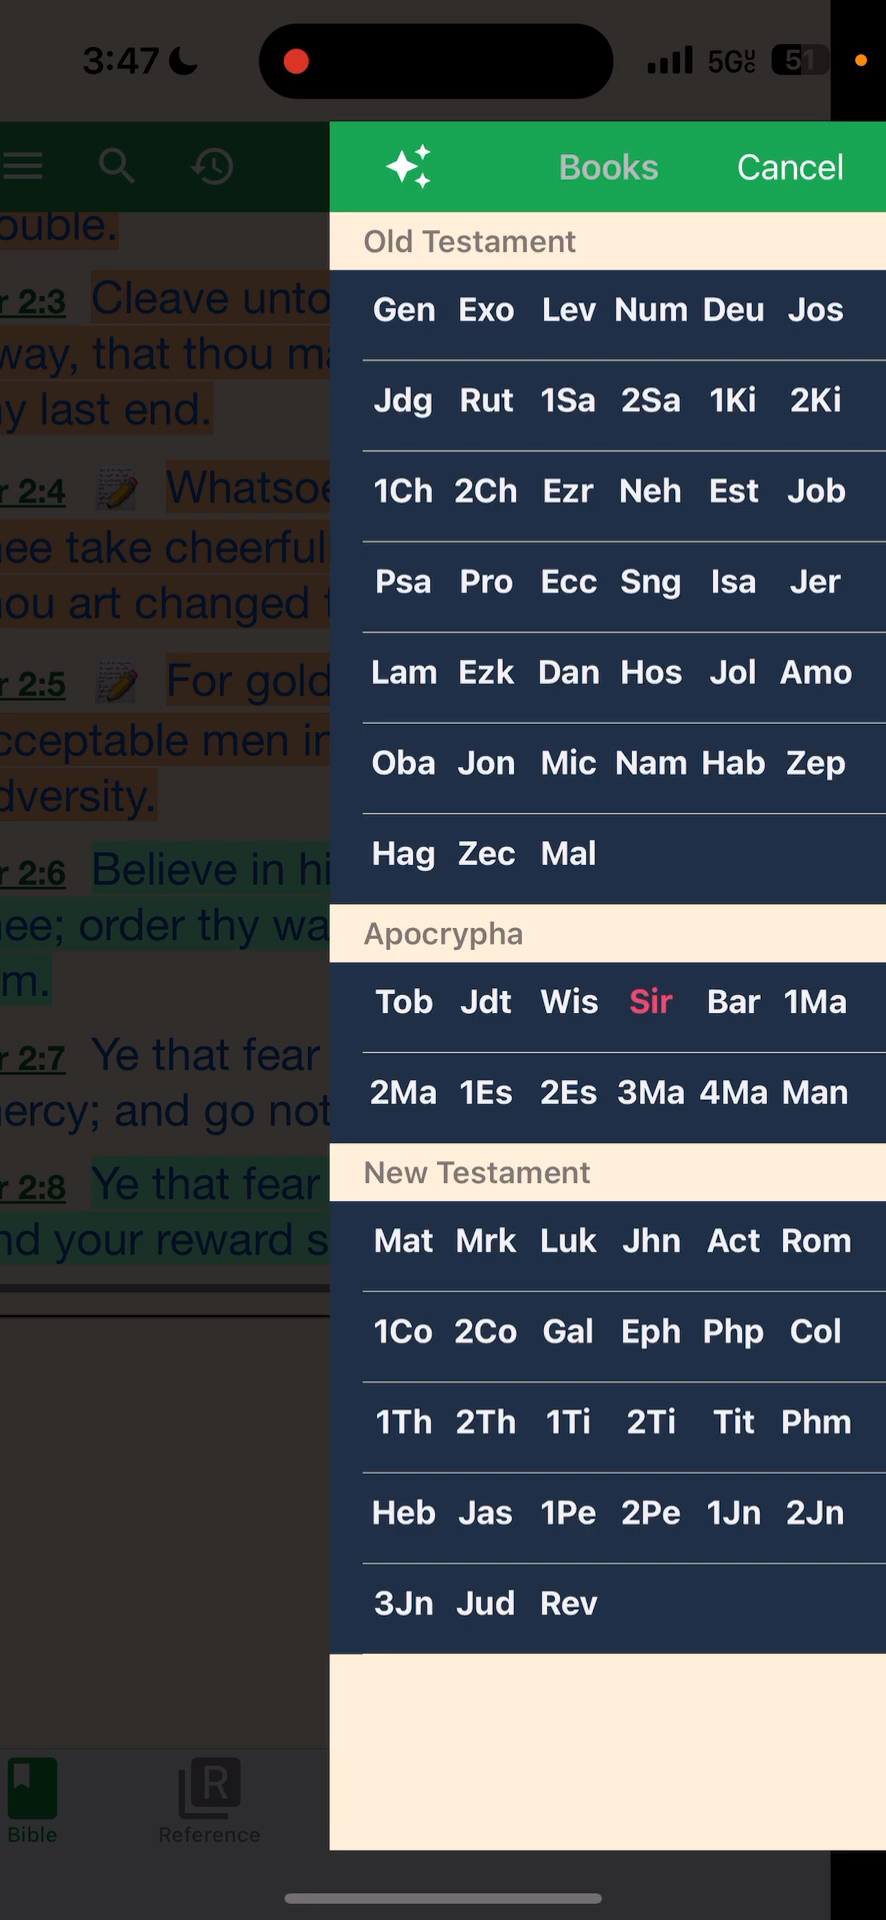 3:47 5G 51
Books Cancel
ouble.
r 2:3 Cleave unto
way, that thou ma
y last end.
r 2:4 Whatsoe
ee take cheerful
ou art changed t
r 2:5 For gold
cceptable men in
dversity.
r 2:6 Believe in hi
ee; order thy wa
m.
r 2:7 Ye that fear
ercy; and go not
r 2:8 Ye that fear
nd your reward s
Bible
R
Reference
Old Testament
Gen Exo Lev Num Deu Jos
Jdg Rut 1Sa 2Sa 1Ki 2Ki
1Ch 2Ch Ezr Neh Est Job
Psa Pro Ecc Sng Isa Jer
Lam Ezk Dan Hos Jol Amo
Oba Jon Mic Nam Hab Zep
Hag Zec Mal
Apocrypha
Tob Jdt Wis Sir Bar 1Ma
2Ma 1Es 2Es 3Ma 4Ma Man
New Testament
Mat Mrk Luk Jhn Act Rom
1Co 2Co Gal Eph Php Col
1Th 2Th 1Ti 2Ti Tit Phm
Heb Jas 1Pe 2Pe 1Jn 2Jn
3Jn Jud Rev